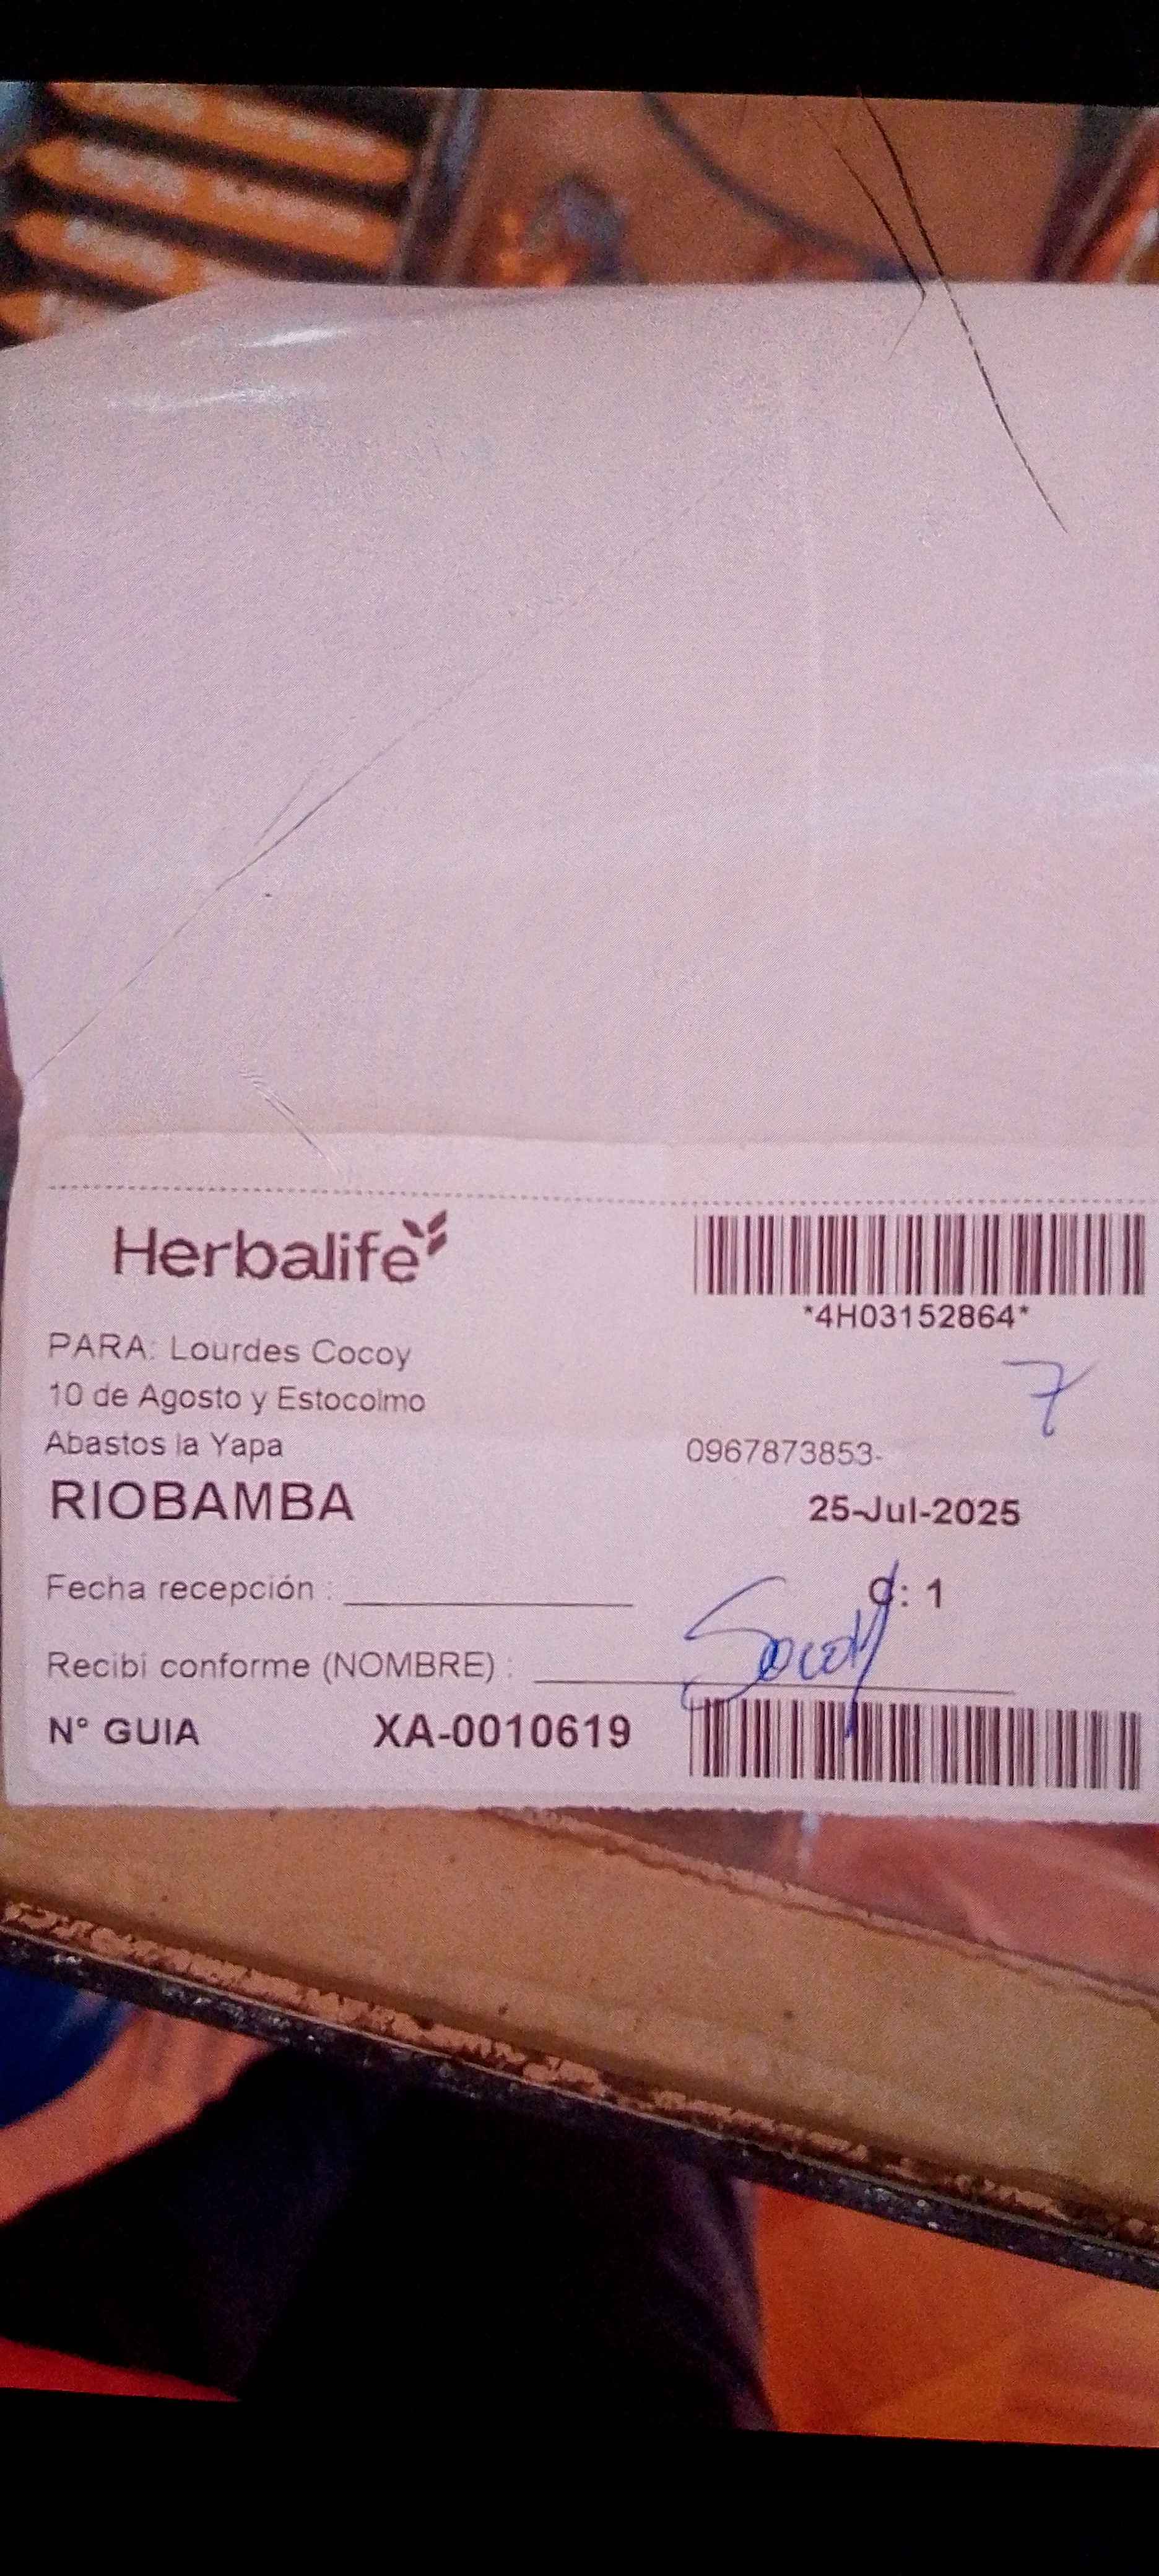 Herbalife
*4H03152864*
PARA: Lourdes Cocoy
7
10 de Agosto y Estocolmo
Abastos la Yapa
0967873853-
RIOBAMBA
25-Jul-2025
Fecha recepción :
C: 1
Recibi conforme (NOMBRE) :
N° GUIA XA-0010619